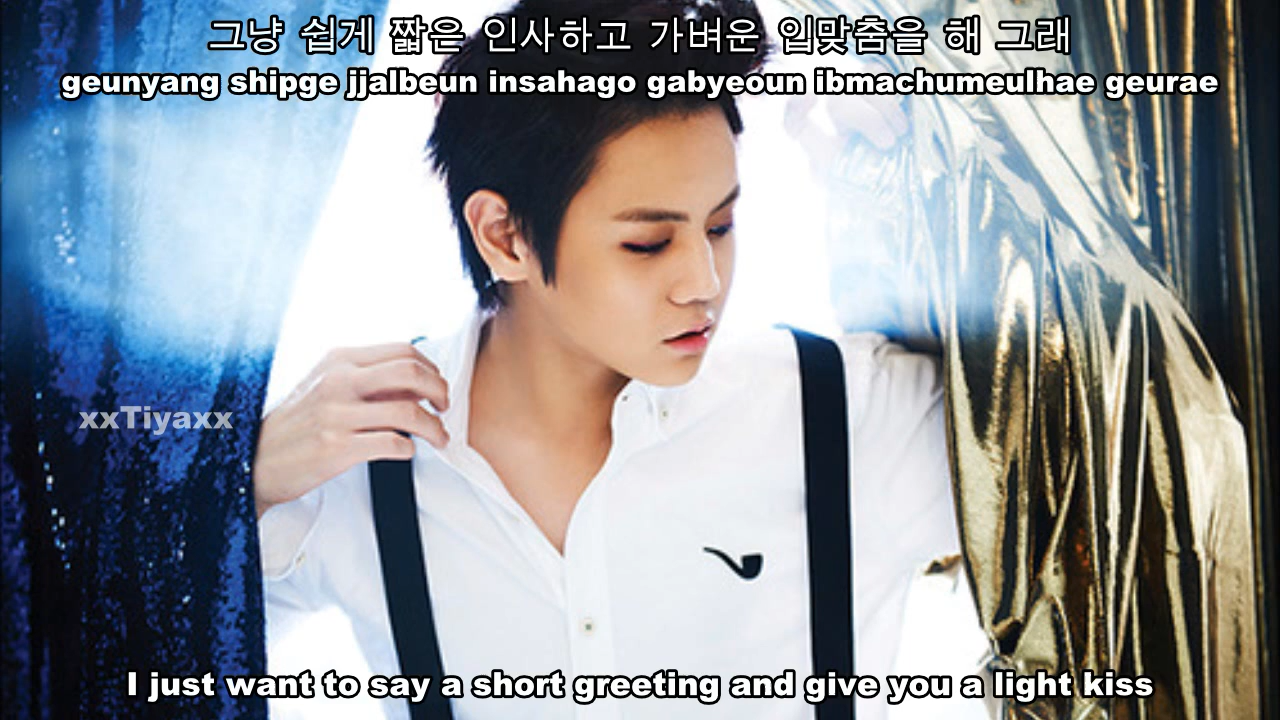 그냥 쉽게 짧은 인사하고 가벼운 입맞춤을 해 그래
geunyang shipge jjalbeun insahago gabyeoun ibmachumeulhae geurae
xxTiyaxx
I just want to say a short greeting and give you a light kiss